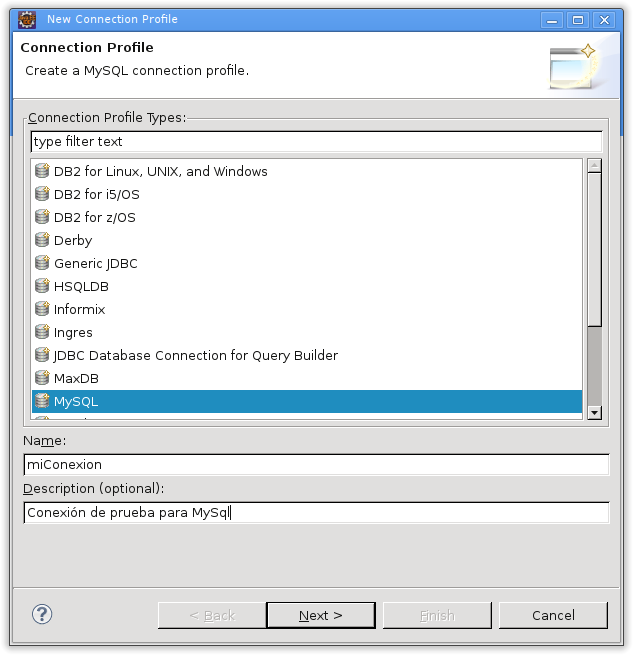 New Connection Profile
Connection Profile
Create a MySQL connection profile.
Connection Profile Types:
type filter text
DB2 for Linux, UNIX, and Windows
DB2 for i5/OS
DB2 for z/OS
Derby
Generic JDBC
HSQLDB
Informix
Ingres
JDBC Database Connection for Query Builder
MaxDB
MySQL
Name:
miConexion
Description (optional):
Conexión de prueba para MySql
?
< Back
Next >
Finish
Cancel